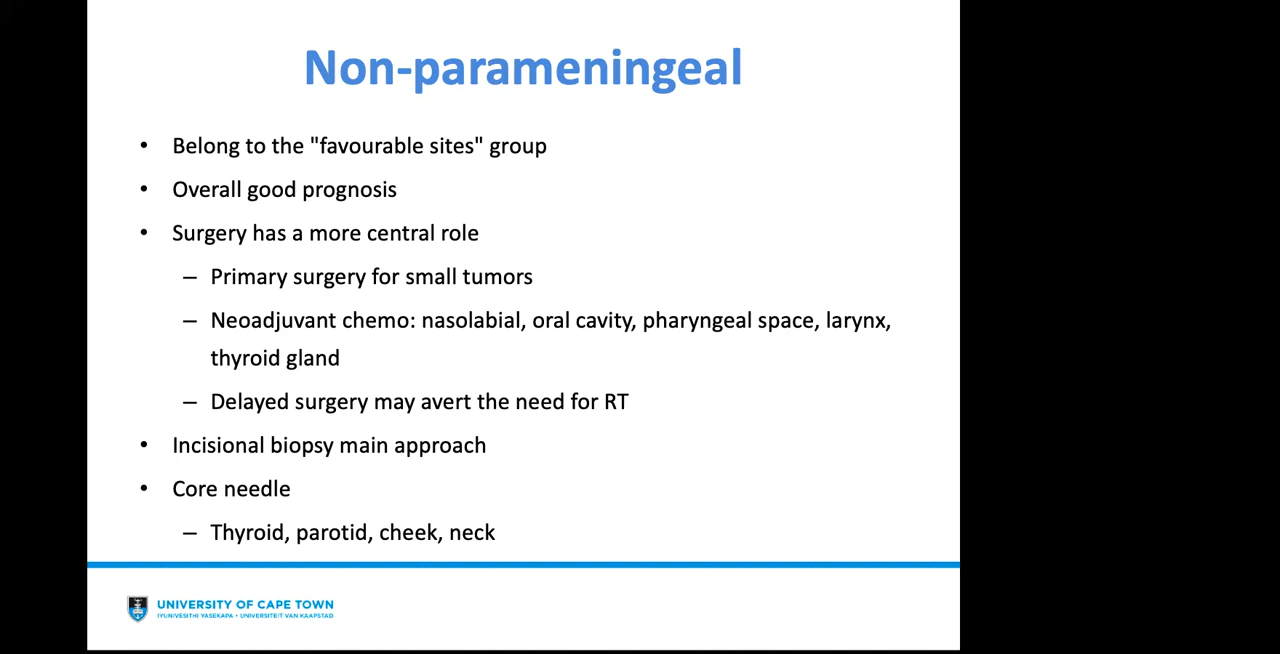 Non-parameningeal
• Belong to the "favourable sites" group
• Overall good prognosis
• Surgery has a more central role
– Primary surgery for small tumors
– Neoadjuvant chemo: nasolabial, oral cavity, pharyngeal space, larynx,
thyroid gland
– Delayed surgery may avert the need for RT
• Incisional biopsy main approach
• Core needle
– Thyroid, parotid, cheek, neck
UNIVERSITY OF CAPE TOWN
IYUNIVESITHI YASEKAPA • UNIVERSITEIT VAN KAAPSTAD